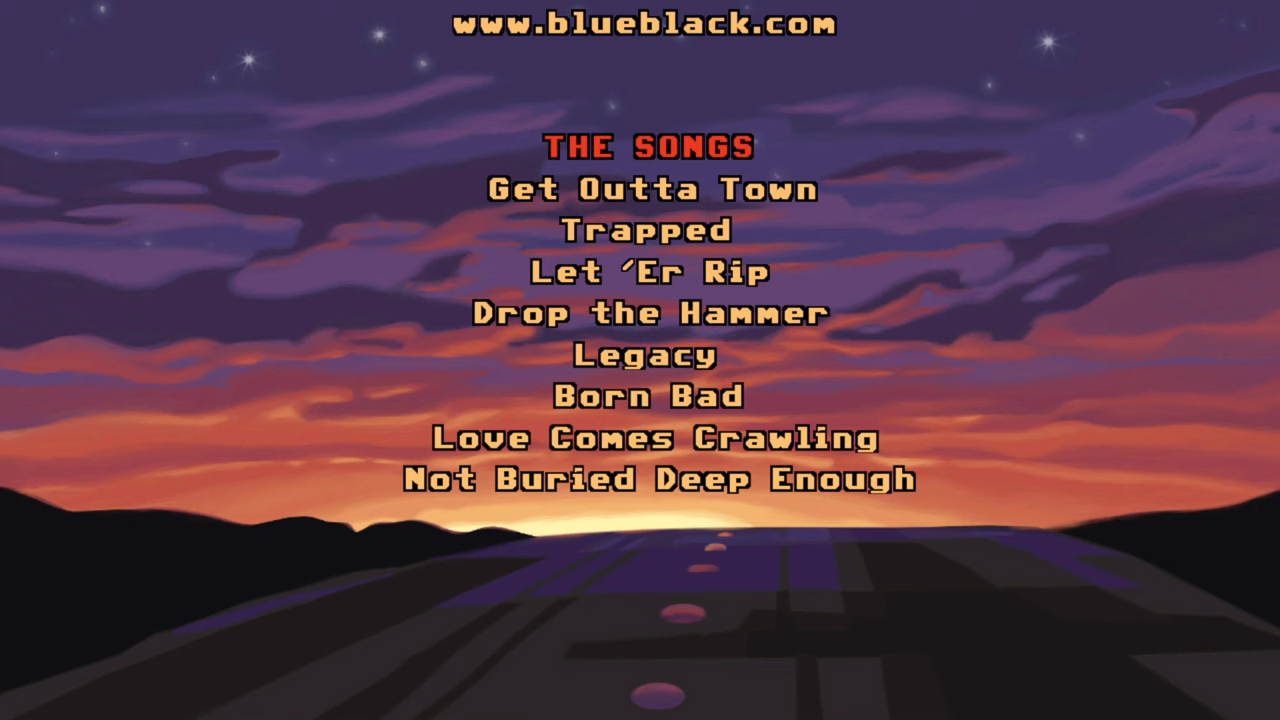 www.blueblack.com
THE SONGS
Get Outta Town
Trapped
Let ’Er Rip
Drop the Hammer
Legacy
Born Bad
Love Comes Crawling
Not Buried Deep Enough